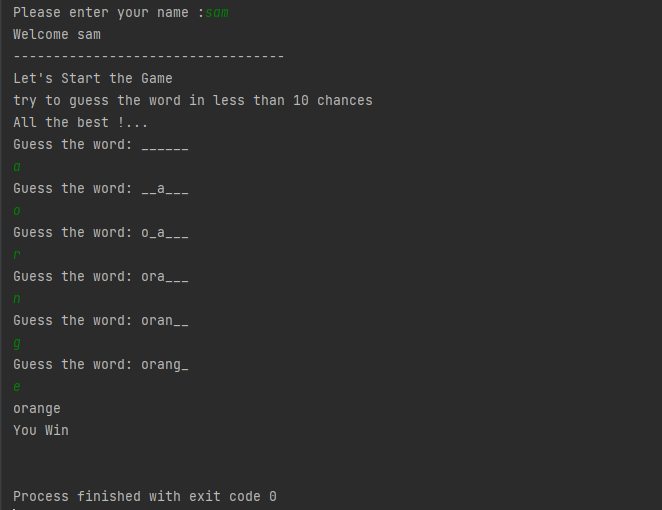 Please enter your name :sam
Welcome sam
----------------------------------
Let's Start the Game
try to guess the word in less than 10 chances
All the best !...
Guess the word: ______
a
Guess the word: __a___
o
Guess the word: o_a___
r
Guess the word: ora___
n
Guess the word: oran__
g
Guess the word: orang_
e
orange
You Win
Process finished with exit code 0